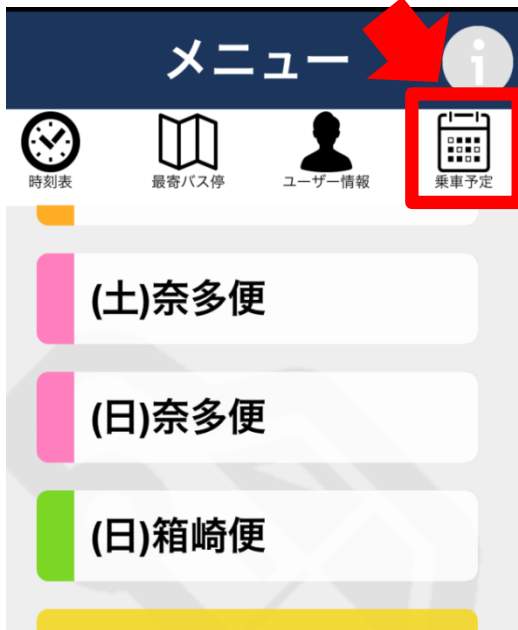 メニュー
i
時刻表
最寄バス停
ユーザー情報
乗車予定
(土)奈多便
(日)奈多便
(日)箱崎便